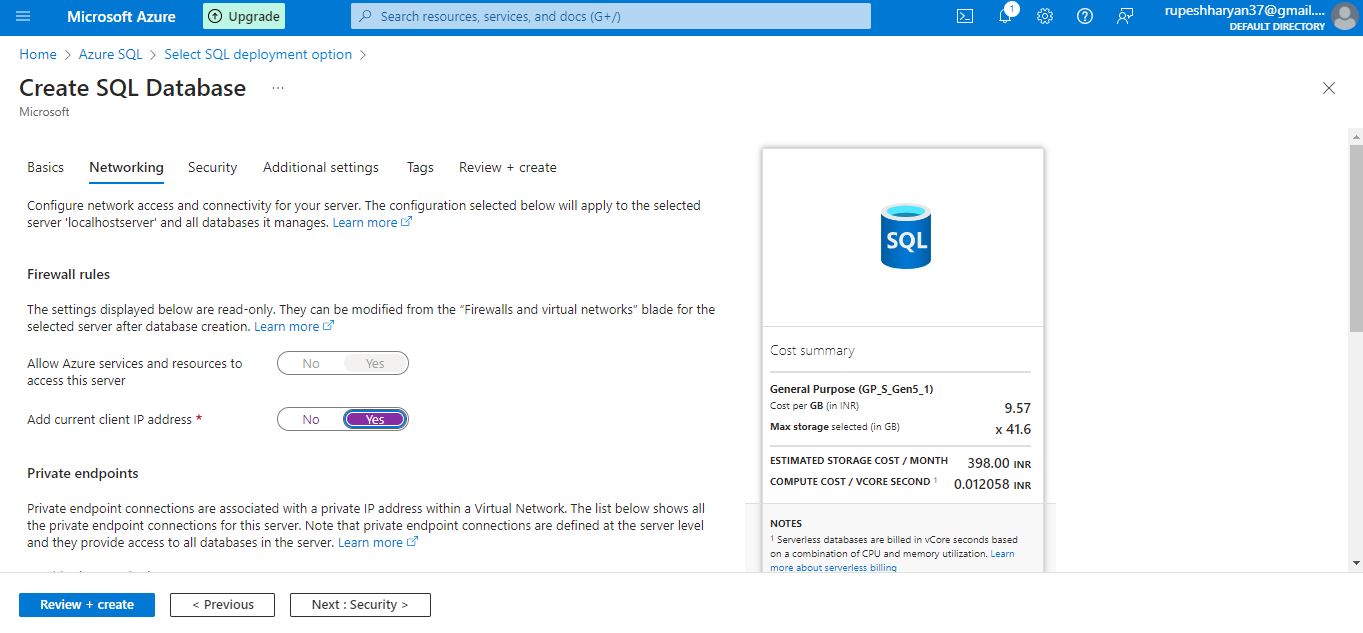 Microsoft Azure
Upgrade
Search resources, services, and docs (G+/)
1
rupeshharyan37@gmail....
DEFAULT DIRECTORY
Home > Azure SQL > Select SQL deployment option >
Create SQL Database ...
Microsoft
Basics Networking Security Additional settings Tags Review + create
Configure network access and connectivity for your server. The configuration selected below will apply to the selected
server 'localhostserver' and all databases it manages. Learn more
Firewall rules
The settings displayed below are read-only. They can be modified from the “Firewalls and virtual networks” blade for the
selected server after database creation. Learn more
Allow Azure services and resources to
access this server
No Yes
Add current client IP address *
No Yes
Private endpoints
Private endpoint connections are associated with a private IP address within a Virtual Network. The list below shows all
the private endpoint connections for this server. Note that private endpoint connections are defined at the server level
and they provide access to all databases in the server. Learn more
SQL
Cost summary
General Purpose (GP_S_Gen5_1)
Cost per GB (in INR) 9.57
Max storage selected (in GB) x 41.6
ESTIMATED STORAGE COST / MONTH 398.00 INR
COMPUTE COST / VCORE SECOND 1 0.012058 INR
NOTES
1 Serverless databases are billed in vCore seconds based
on a combination of CPU and memory utilization. Learn
more about serverless billing
Review + create
< Previous
Next : Security >